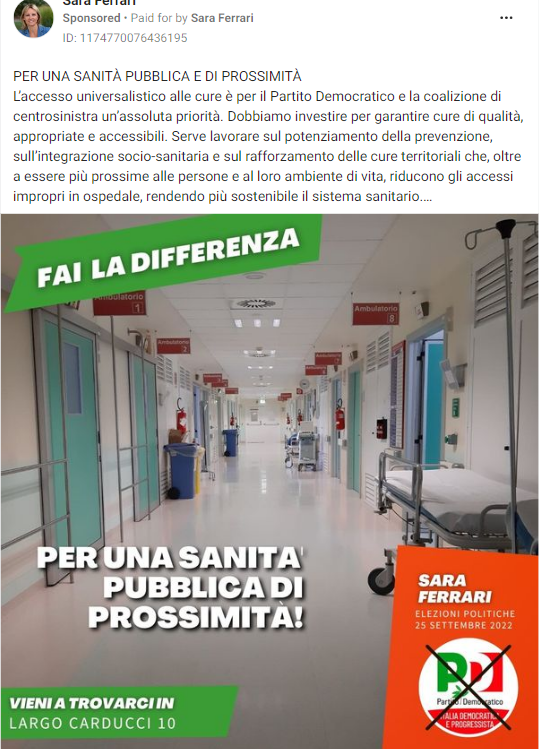 Sara Ferrari
Sponsored • Paid for by Sara Ferrari
ID: 1174770076436195
PER UNA SANITÀ PUBBLICA E DI PROSSIMITÀ
L'accesso universalistico alle cure è per il Partito Democratico e la coalizione di
centrosinistra un'assoluta priorità. Dobbiamo investire per garantire cure di qualità,
appropriate e accessibili. Serve lavorare sul potenziamento della prevenzione,
sull'integrazione socio-sanitaria e sul rafforzamento delle cure territoriali che, oltre
a essere più prossime alle persone e al loro ambiente di vita, riducono gli accessi
impropri in ospedale, rendendo più sostenibile il sistema sanitario....
FAI LA DIFFERENZA
Ambulatorio
1
Ambulatorio
2
Ambulatorio
8
PER UNA SANITA'
PUBBLICA DI
PROSSIMITÀ!
SARA
FERRARI
ELEZIONI POLITICHE
25 SETTEMBRE 2022
PD
Partito Democratico
ITALIA DEMOCRATICA
E PROGRESSISTA
VIENI A TROVARCI IN
LARGO CARDUCCI 10